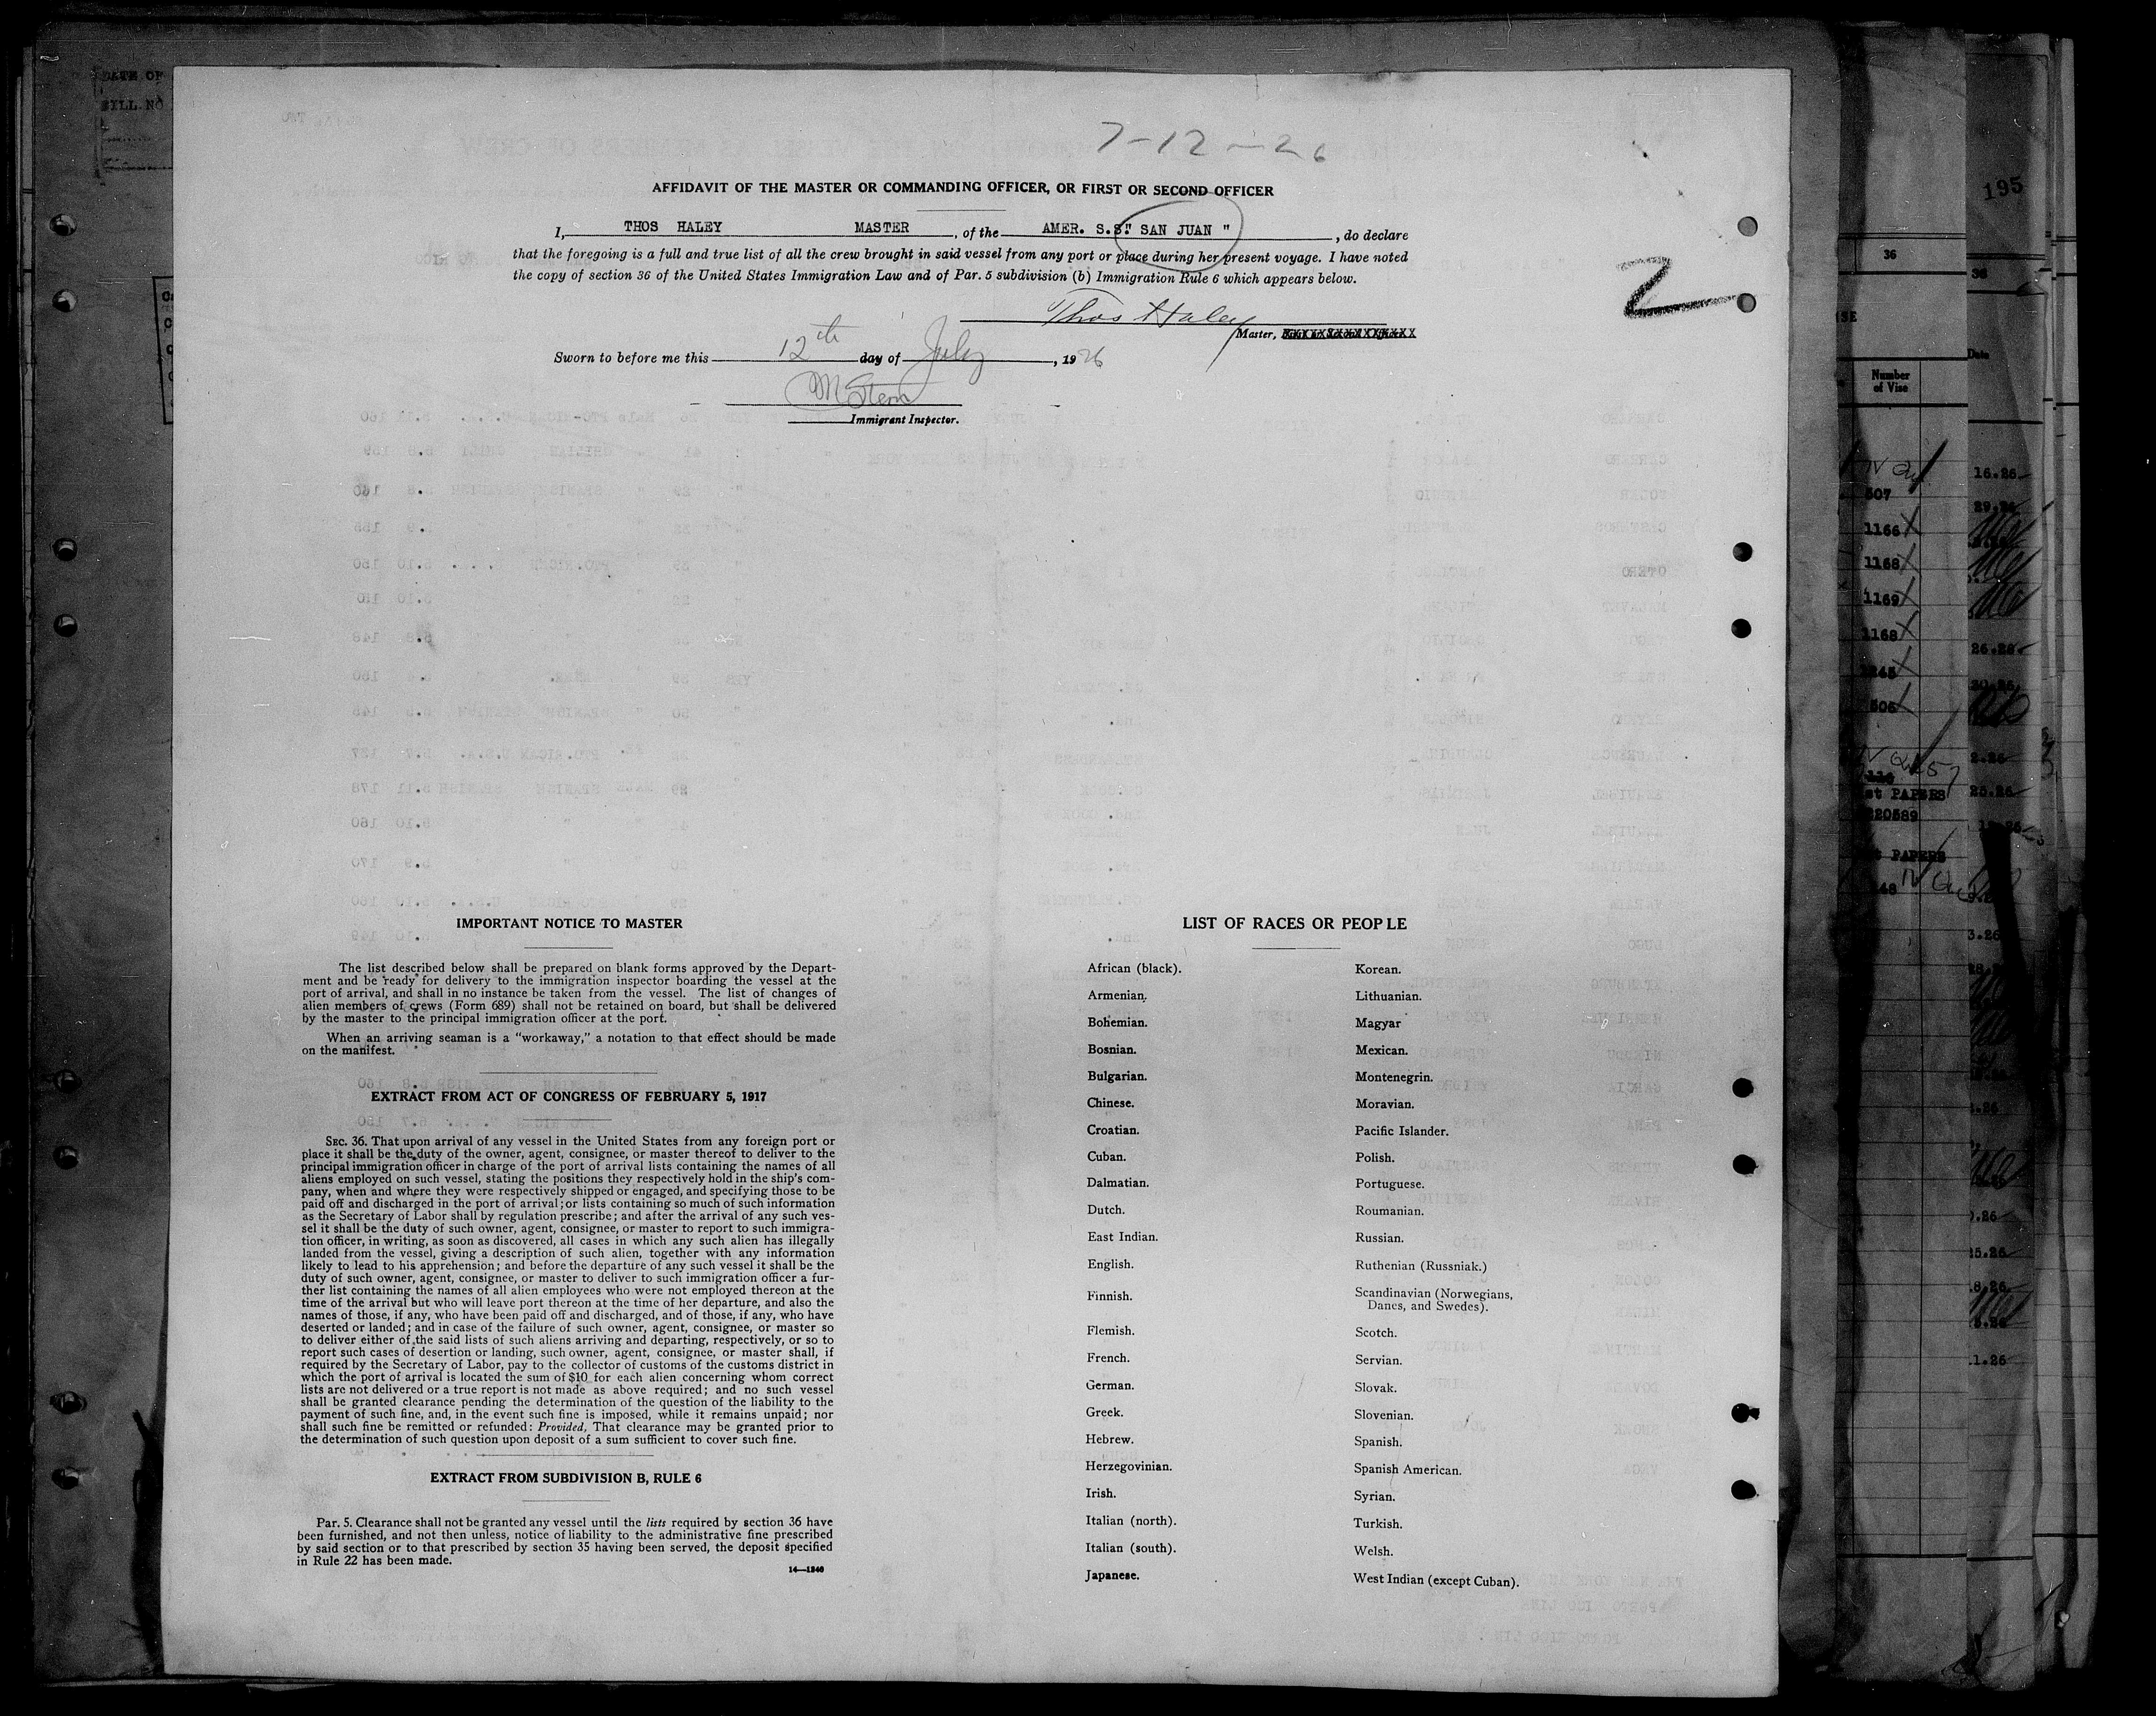 7-12-26
AFFIDAVIT OF THE MASTER OR COMMANDING OFFICER, OR FIRST OR SECOND OFFICER
I, THOS HALEY MASTER, of the AMER. S.S" SAN JUAN ", do declare
that the foregoing is a full and true list of all the crew brought in said vessel from any port or place during her present voyage. I have noted
the copy of section 36 of the United States Immigration Law and of Par. 5 subdivision (b) Immigration Rule 6 which appears below.
2
Thos Haley
Master,
Sworn to before me this 12th day of July, 1926
M Stern
Immigrant Inspector.
IMPORTANT NOTICE TO MASTER
The list described below shall be prepared on blank forms approved by the Depart-
ment and be ready for delivery to the immigration inspector boarding the vessel at the
port of arrival, and shall in no instance be taken from the vessel. The list of changes of
alien members of crews (Form 689) shall not be retained on board, but shall be delivered
by the master to the principal immigration officer at the port.
When an arriving seaman is a "workaway," a notation to that effect should be made
on the manifest.
EXTRACT FROM ACT OF CONGRESS OF FEBRUARY 5, 1917
SEC. 36. That upon arrival of any vessel in the United States from any foreign port or
place it shall be the duty of the owner, agent, consignee, or master thereof to deliver to the
principal immigration officer in charge of the port of arrival lists containing the names of all
aliens employed on such vessel, stating the positions they respectively hold in the ship's com-
pany, when and where they were respectively shipped or engaged, and specifying those to be
paid off and discharged in the port of arrival; or lists containing so much of such information
as the Secretary of Labor shall by regulation prescribe; and after the arrival of any such ves-
sel it shall be the duty of such owner, agent, consignee, or master to report to such immigra-
tion officer, in writing, as soon as discovered, all cases in which any such alien has illegally
landed from the vessel, giving a description of such alien, together with any information
likely to lead to his apprehension; and before the departure of any such vessel it shall be the
duty of such owner, agent, consignee, or master to deliver to such immigration officer a fur-
ther list containing the names of all alien employees who were not employed thereon at the
time of the arrival but who will leave port thereon at the time of her departure, and also the
names of those, if any, who have been paid off and discharged, and of those, if any, who have
deserted or landed; and in case of the failure of such owner, agent, consignee, or master so
to deliver either of the said lists of such aliens arriving and departing, respectively, or so to
report such cases of desertion or landing, such owner, agent, consignee, or master shall, if
required by the Secretary of Labor, pay to the collector of customs of the customs district in
which the port of arrival is located the sum of $10 for each alien concerning whom correct
lists are not delivered or a true report is not made as above required; and no such vessel
shall be granted clearance pending the determination of the question of the liability to the
payment of such fine, and, in the event such fine is imposed, while it remains unpaid; nor
shall such fine be remitted or refunded: Provided, That clearance may be granted prior to
the determination of such question upon deposit of a sum sufficient to cover such fine.
EXTRACT FROM SUBDIVISION B, RULE 6
Par. 5. Clearance shall not be granted any vessel until the lists required by section 36 have
been furnished, and not then unless, notice of liability to the administrative fine prescribed
by said section or to that prescribed by section 35 having been served, the deposit specified
in Rule 22 has been made.
14—1240
LIST OF RACES OR PEOPLE
African (black).
Armenian.
Bohemian.
Bosnian.
Bulgarian.
Chinese.
Croatian.
Cuban.
Dalmatian.
Dutch.
East Indian.
English.
Finnish.
Flemish.
French.
German.
Greek.
Hebrew.
Herzegovinian.
Irish.
Italian (north).
Italian (south).
Japanese.
Korean.
Lithuanian.
Magyar
Mexican.
Montenegrin.
Moravian.
Pacific Islander.
Polish.
Portuguese.
Roumanian.
Russian.
Ruthenian (Russniak.)
Scandinavian (Norwegians,
Danes, and Swedes).
Scotch.
Servian.
Slovak.
Slovenian.
Spanish.
Spanish American.
Syrian.
Turkish.
Welsh.
West Indian (except Cuban).
DATE OF
195
36
Number
of Vise
Date
507
1166
1168
1169
1168
PAPERS
220589
PAPERS
16.26
29.26
26.26